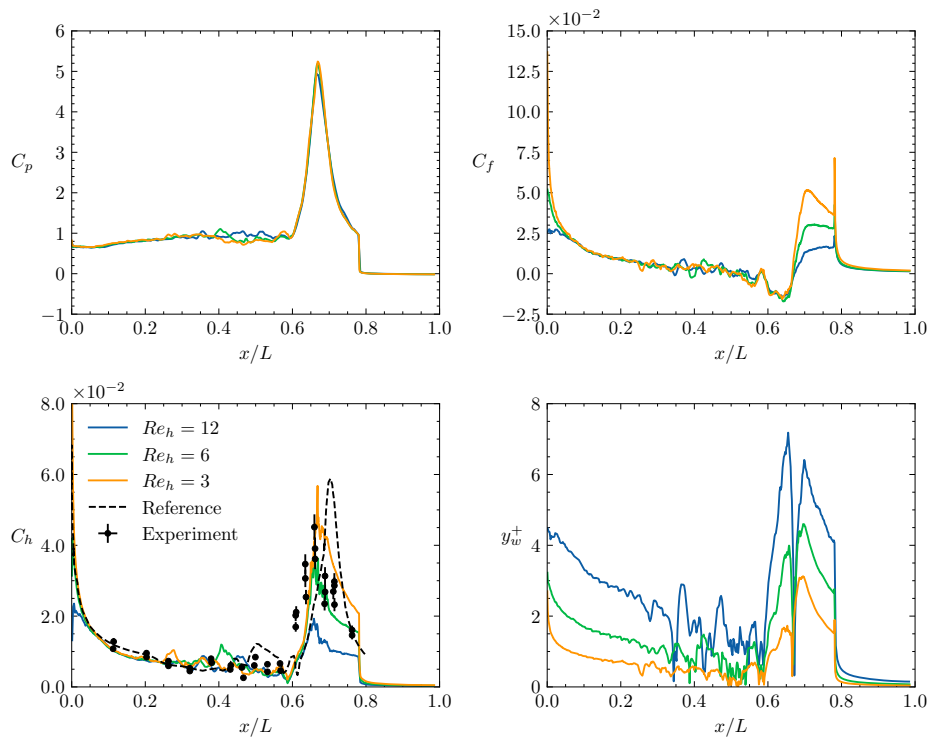 6
5
4
3
2
1
0
−1
C_p
0.0 0.2 0.4 0.6 0.8 1.0
x/L
×10⁻²
15.0
12.5
10.0
7.5
5.0
2.5
0.0
−2.5
C_f
0.0 0.2 0.4 0.6 0.8 1.0
x/L
×10⁻²
8.0
6.0
4.0
2.0
0.0
C_h
Re_h = 12
Re_h = 6
Re_h = 3
Reference
Experiment
0.0 0.2 0.4 0.6 0.8 1.0
x/L
8
6
4
2
0
y_w^+
0.0 0.2 0.4 0.6 0.8 1.0
x/L